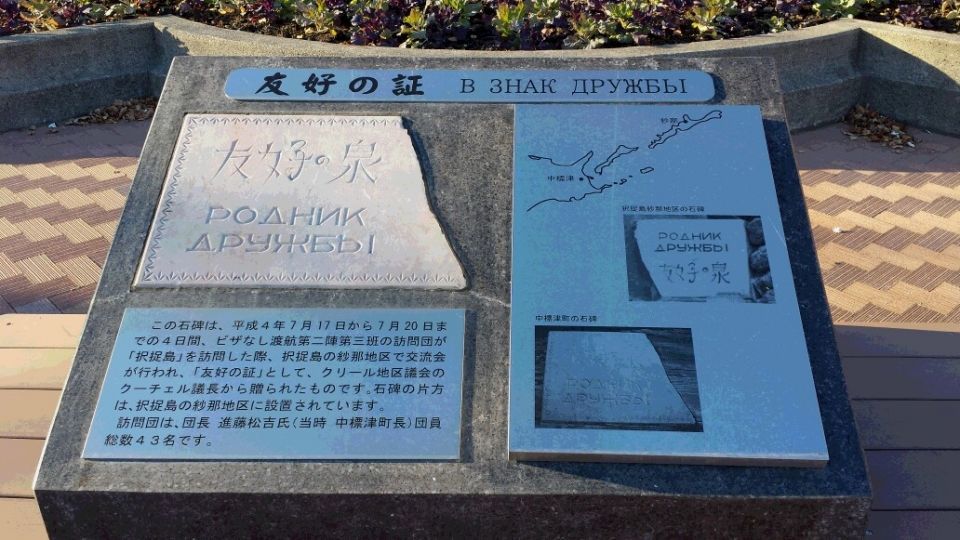 友好の証 В ЗНАК ДРУЖБЫ
友好の泉
РОДНИК
ДРУЖБЫ
この石碑は、平成4年7月17日から7月20日ま
での4日間、ビザなし渡航第二陣第三班の訪問団が
「択捉島」を訪問した際、択捉島の紗那地区で交流会
が行われ、「友好の証」として、クリール地区議会の
クーチェル議長から贈られたものです。石碑の片方
は、択捉島の紗那地区に設置されています。
訪問団は、団長 進藤松吉氏(当時 中標津町長)団員
総数43名です。
紗那
中標津
択捉島紗那地区の石碑
РОДНИК
ДРУЖБЫ
友好の泉
中標津町の石碑
РОДНИК
ДРУЖБЫ